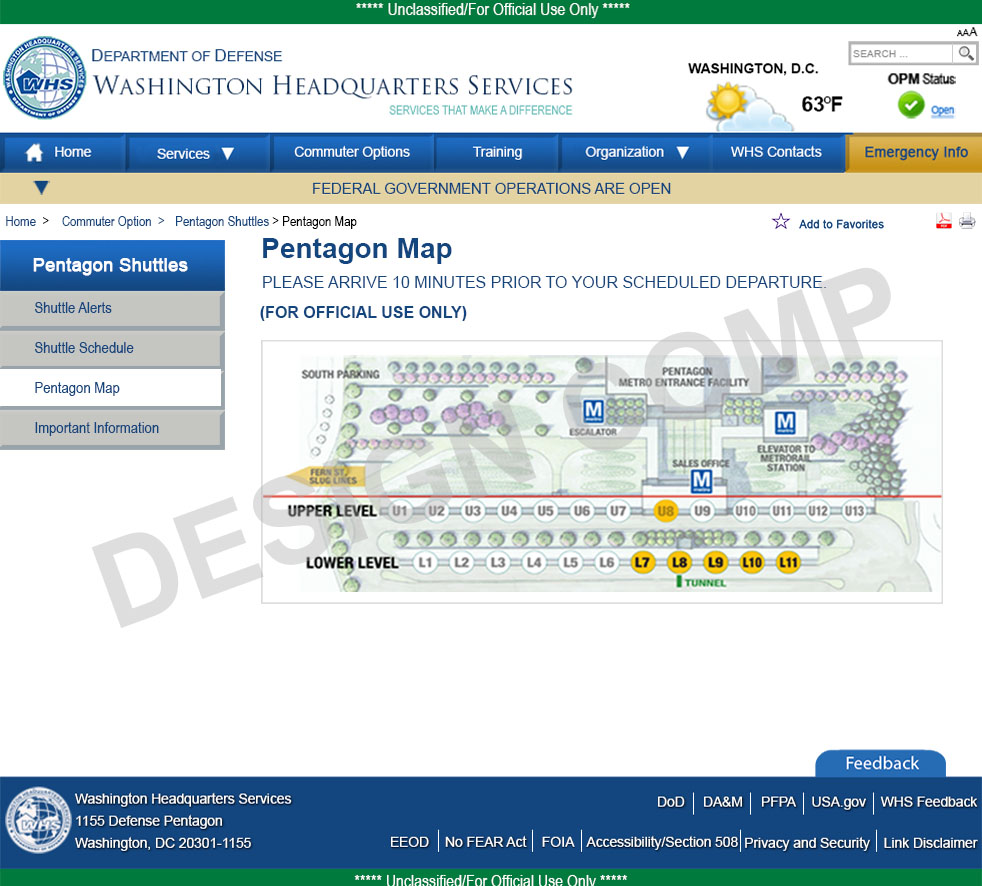 ***** Unclassified/For Official Use Only *****
AAA
WASHINGTON HEADQUARTERS SERVICES
WHS
DEPARTMENT OF DEFENSE
WASHINGTON HEADQUARTERS SERVICES
SERVICES THAT MAKE A DIFFERENCE
WASHINGTON, D.C.
63ºF
SEARCH ...
OPM Status:
Open
Home
Services
Commuter Options
Training
Organization
WHS Contacts
Emergency Info
FEDERAL GOVERNMENT OPERATIONS ARE OPEN
Home > Commuter Option > Pentagon Shuttles > Pentagon Map
Add to Favorites
Pentagon Shuttles
Shuttle Alerts
Shuttle Schedule
Pentagon Map
Important Information
Pentagon Map
PLEASE ARRIVE 10 MINUTES PRIOR TO YOUR SCHEDULED DEPARTURE.
(FOR OFFICIAL USE ONLY)
DESIGN COMP
SOUTH PARKING
PENTAGON
METRO ENTRANCE FACILITY
M
metro
ESCALATOR
M
metro
ELEVATOR TO
METRORAIL
STATION
SALES OFFICE
M
metro
FERN ST.
SLUG LINES
UPPER LEVEL U1 U2 U3 U4 U5 U6 U7 U8 U9 U10 U11 U12 U13
LOWER LEVEL L1 L2 L3 L4 L5 L6 L7 L8 L9 L10 L11
TUNNEL
Feedback
WHS
Washington Headquarters Services
1155 Defense Pentagon
Washington, DC 20301-1155
DoD DA&M PFPA USA.gov WHS Feedback
EEOD No FEAR Act FOIA Accessibility/Section 508 Privacy and Security Link Disclaimer
***** Unclassified/For Official Use Only *****